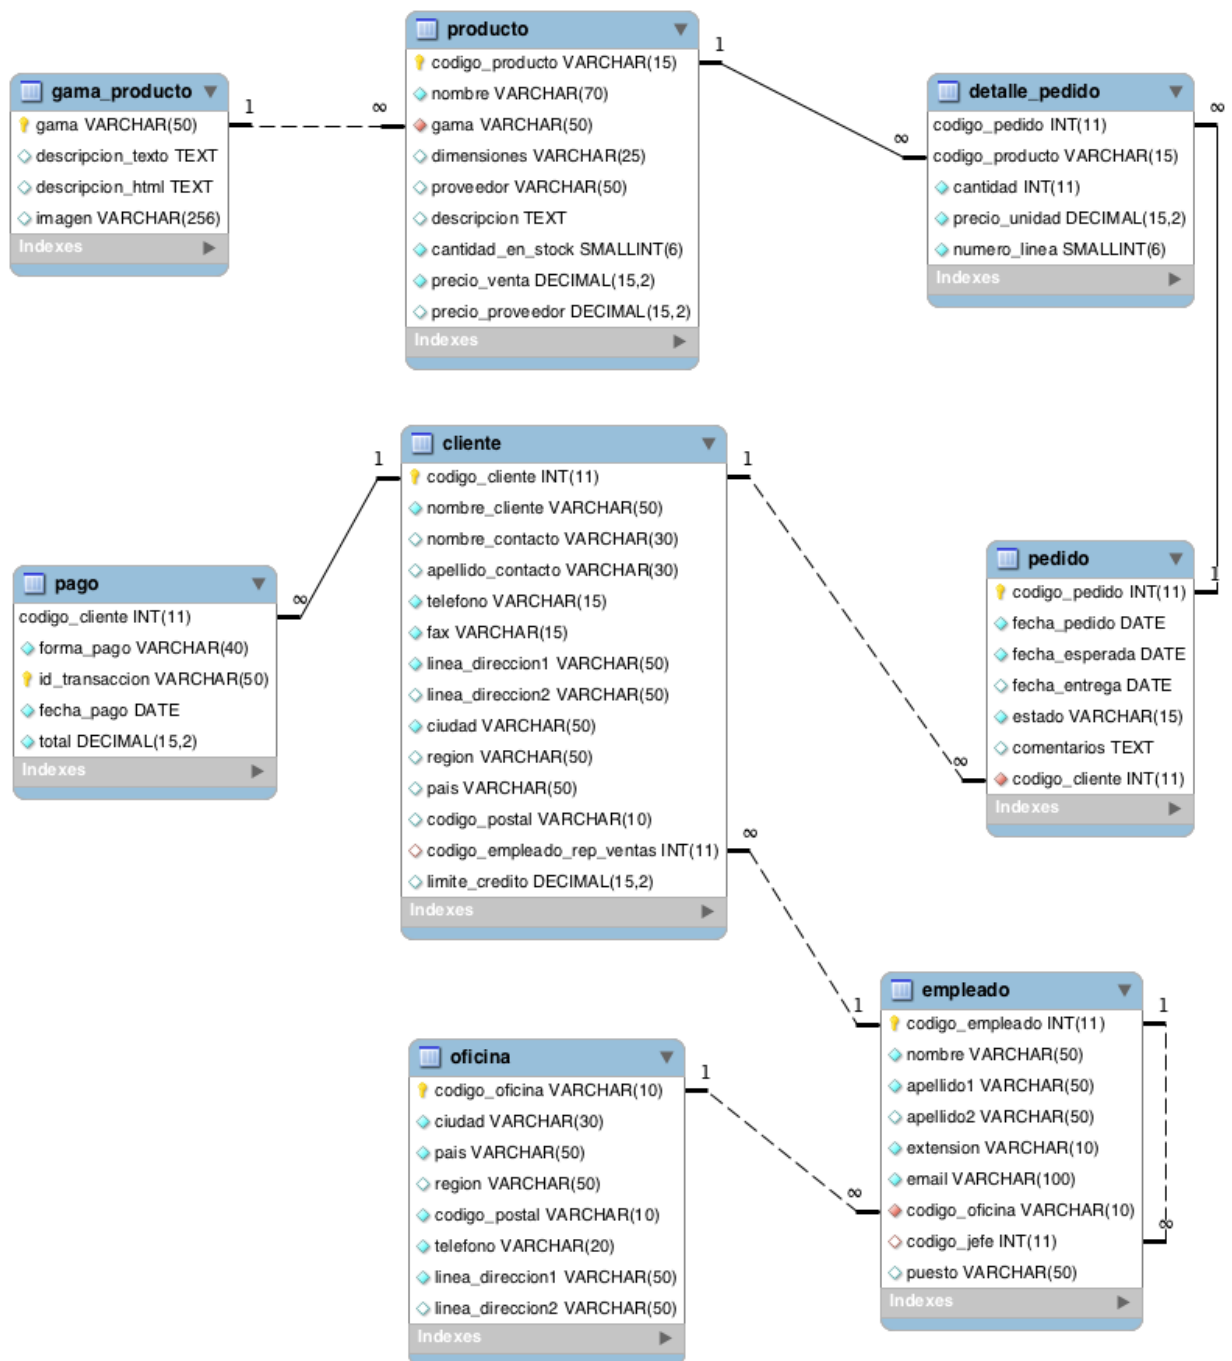 producto
codigo_producto VARCHAR(15)
nombre VARCHAR(70)
gama VARCHAR(50)
dimensiones VARCHAR(25)
proveedor VARCHAR(50)
descripcion TEXT
cantidad_en_stock SMALLINT(6)
precio_venta DECIMAL(15,2)
precio_proveedor DECIMAL(15,2)
Indexes
gama_producto
gama VARCHAR(50)
descripcion_texto TEXT
descripcion_html TEXT
imagen VARCHAR(256)
Indexes
1
∞
1
∞
detalle_pedido
codigo_pedido INT(11)
codigo_producto VARCHAR(15)
cantidad INT(11)
precio_unidad DECIMAL(15,2)
numero_linea SMALLINT(6)
Indexes
∞
1
cliente
codigo_cliente INT(11)
nombre_cliente VARCHAR(50)
nombre_contacto VARCHAR(30)
apellido_contacto VARCHAR(30)
telefono VARCHAR(15)
fax VARCHAR(15)
linea_direccion1 VARCHAR(50)
linea_direccion2 VARCHAR(50)
ciudad VARCHAR(50)
region VARCHAR(50)
pais VARCHAR(50)
codigo_postal VARCHAR(10)
codigo_empleado_rep_ventas INT(11)
limite_credito DECIMAL(15,2)
Indexes
1
∞
pago
codigo_cliente INT(11)
forma_pago VARCHAR(40)
id_transaccion VARCHAR(50)
fecha_pago DATE
total DECIMAL(15,2)
Indexes
1
∞
pedido
codigo_pedido INT(11)
fecha_pedido DATE
fecha_esperada DATE
fecha_entrega DATE
estado VARCHAR(15)
comentarios TEXT
codigo_cliente INT(11)
Indexes
∞
1
empleado
codigo_empleado INT(11)
nombre VARCHAR(50)
apellido1 VARCHAR(50)
apellido2 VARCHAR(50)
extension VARCHAR(10)
email VARCHAR(100)
codigo_oficina VARCHAR(10)
codigo_jefe INT(11)
puesto VARCHAR(50)
Indexes
1
∞
oficina
codigo_oficina VARCHAR(10)
ciudad VARCHAR(30)
pais VARCHAR(50)
region VARCHAR(50)
codigo_postal VARCHAR(10)
telefono VARCHAR(20)
linea_direccion1 VARCHAR(50)
linea_direccion2 VARCHAR(50)
Indexes
1
∞